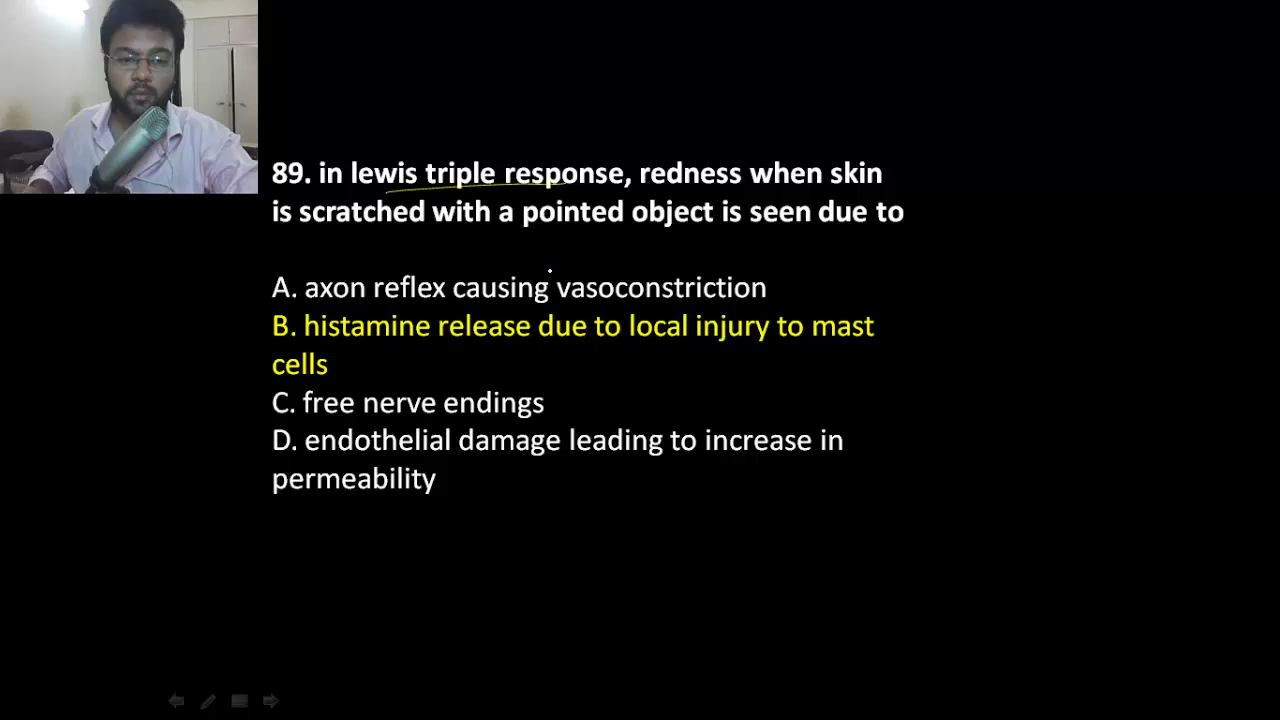 89. in lewis triple response, redness when skin
is scratched with a pointed object is seen due to
A. axon reflex causing vasoconstriction
B. histamine release due to local injury to mast
cells
C. free nerve endings
D. endothelial damage leading to increase in
permeability